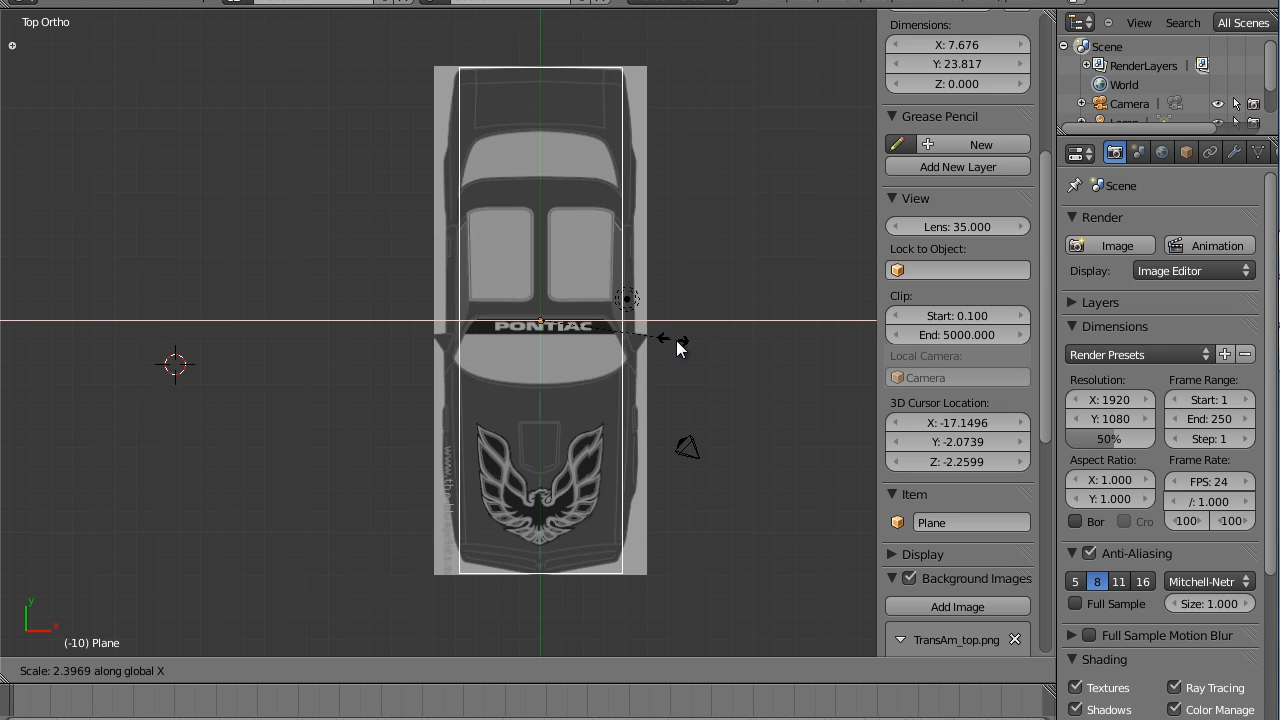 Top Ortho
Dimensions:
X: 7.676
Y: 23.817
Z: 0.000
Grease Pencil
New
Add New Layer
View
Lens: 35.000
Lock to Object:
Clip:
Start: 0.100
End: 5000.000
Local Camera:
Camera
3D Cursor Location:
X: -17.1496
Y: -2.0739
Z: -2.2599
Item
Plane
Display
Background Images
Add Image
TransAm_top.png
PONTIAC
y
x
(-10) Plane
Scale: 2.3969 along global X
View Search All Scenes
Scene
RenderLayers
World
Camera
Scene
Render
Image Animation
Display: Image Editor
Layers
Dimensions
Render Presets
Resolution: Frame Range:
X: 1920 Start: 1
Y: 1080 End: 250
50% Step: 1
Aspect Ratio: Frame Rate:
X: 1.000 FPS: 24
Y: 1.000 /: 1.000
Bor Cro 100 100
Anti-Aliasing
5 8 11 16 Mitchell-Netr
Full Sample Size: 1.000
Full Sample Motion Blur
Shading
Textures Ray Tracing
Shadows Color Manage